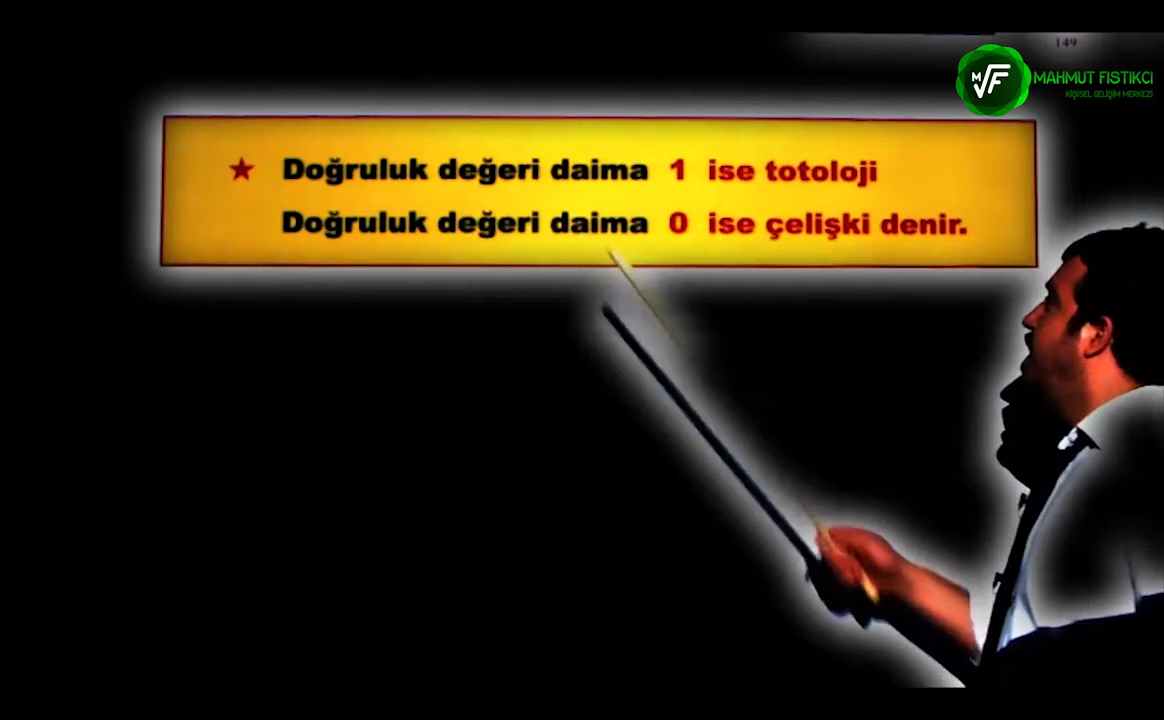 149
MAHMUT FISTIKCI
KİŞİSEL GELİŞİM MERKEZİ
★ Doğruluk değeri daima 1 ise totoloji
Doğruluk değeri daima 0 ise çelişki denir.